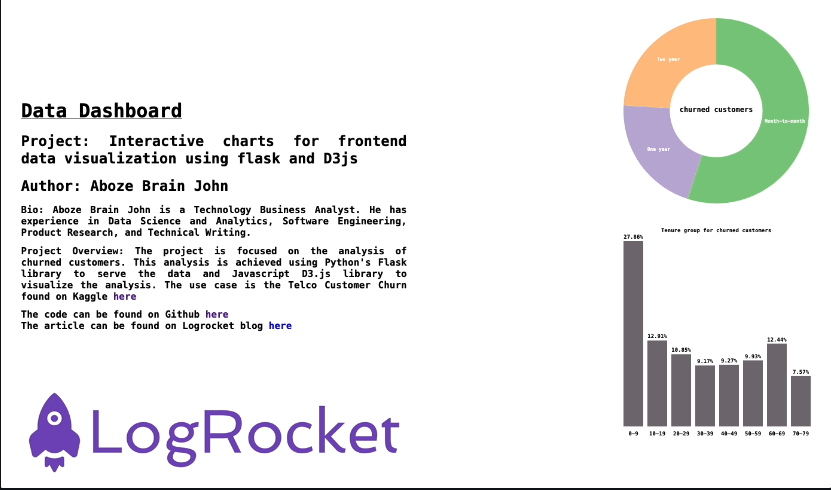 Data Dashboard
Project: Interactive charts for frontend
data visualization using flask and D3js
Author: Aboze Brain John
Bio: Aboze Brain John is a Technology Business Analyst. He has
experience in Data Science and Analytics, Software Engineering,
Product Research, and Technical Writing.
Project Overview: The project is focused on the analysis of
churned customers. This analysis is achieved using Python's Flask
library to serve the data and Javascript D3.js library to
visualize the analysis. The use case is the Telco Customer Churn
found on Kaggle here
The code can be found on Github here
The article can be found on Logrocket blog here
LogRocket
Two year
churned customers
Month-to-month
One year
Tenure group for churned customers
27.86%
12.91%
10.85%
9.17%
9.27%
9.93%
12.44%
7.57%
0-9 10-19 20-29 30-39 40-49 50-59 60-69 70-79